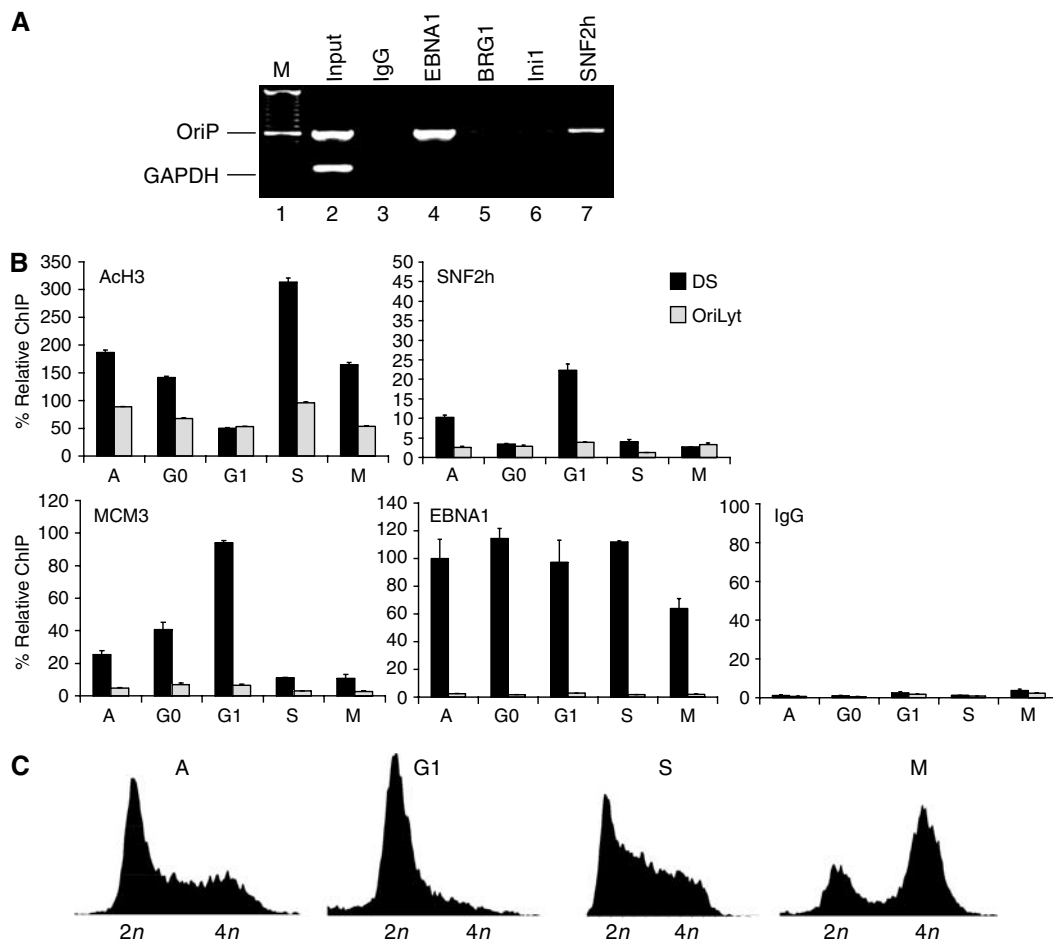 A
M Input IgG EBNA1 BRG1 Ini1 SNF2h
OriP
GAPDH
1 2 3 4 5 6 7
B
% Relative ChIP
350
300
250
200
150
100
50
0
AcH3
A G0 G1 S M
50
45
40
35
30
25
20
15
10
5
0
SNF2h
A G0 G1 S M
DS
OriLyt
% Relative ChIP
120
100
80
60
40
20
0
MCM3
A G0 G1 S M
140
120
100
80
60
40
20
0
EBNA1
A G0 G1 S M
100
80
60
40
20
0
IgG
A G0 G1 S M
C
A G1 S M
2n 4n 2n 4n 2n 4n 2n 4n